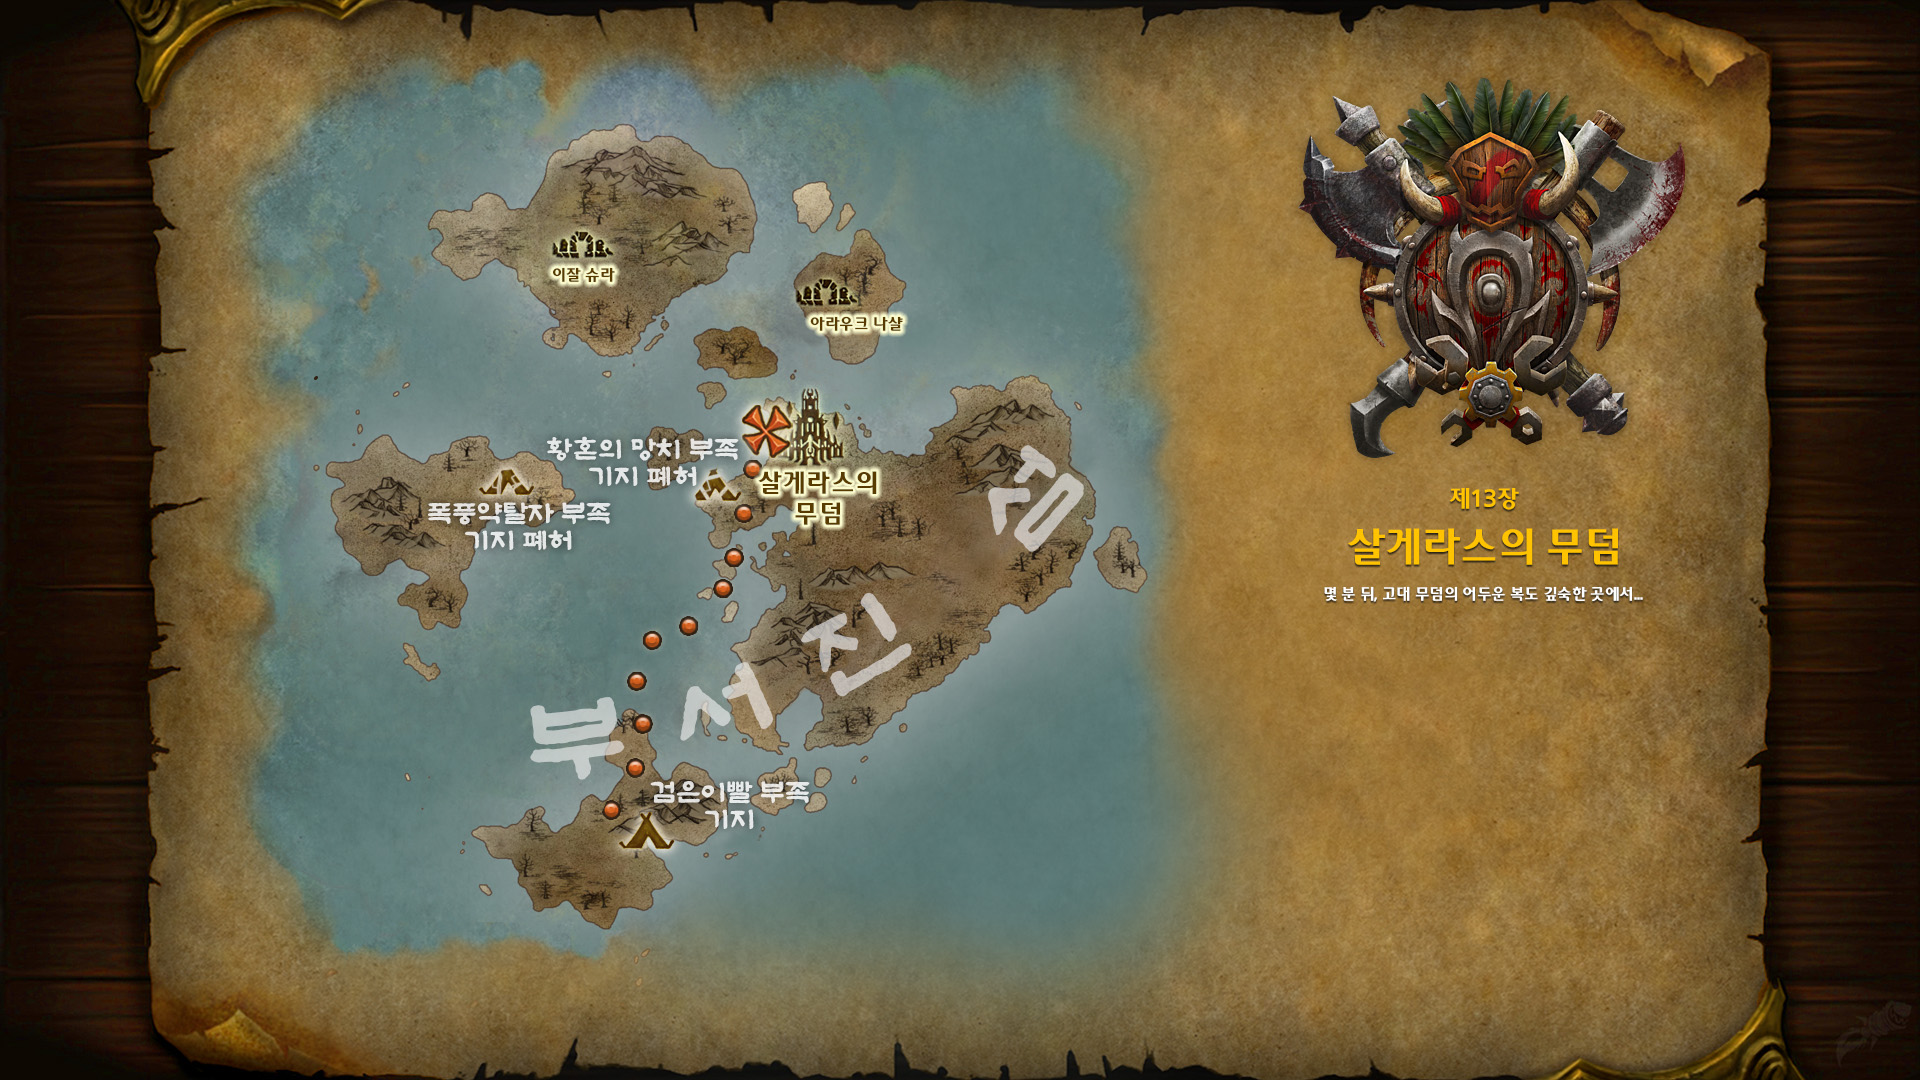 이잘 슈라
아라우크 나샬
황혼의 망치 부족
기지 폐허
살게라스의
무덤
폭풍약탈자 부족
기지 폐허
부서진 섬
검은이빨 부족
기지
제13장
살게라스의 무덤
몇 분 뒤, 고대 무덤의 어두운 복도 깊숙한 곳에서...